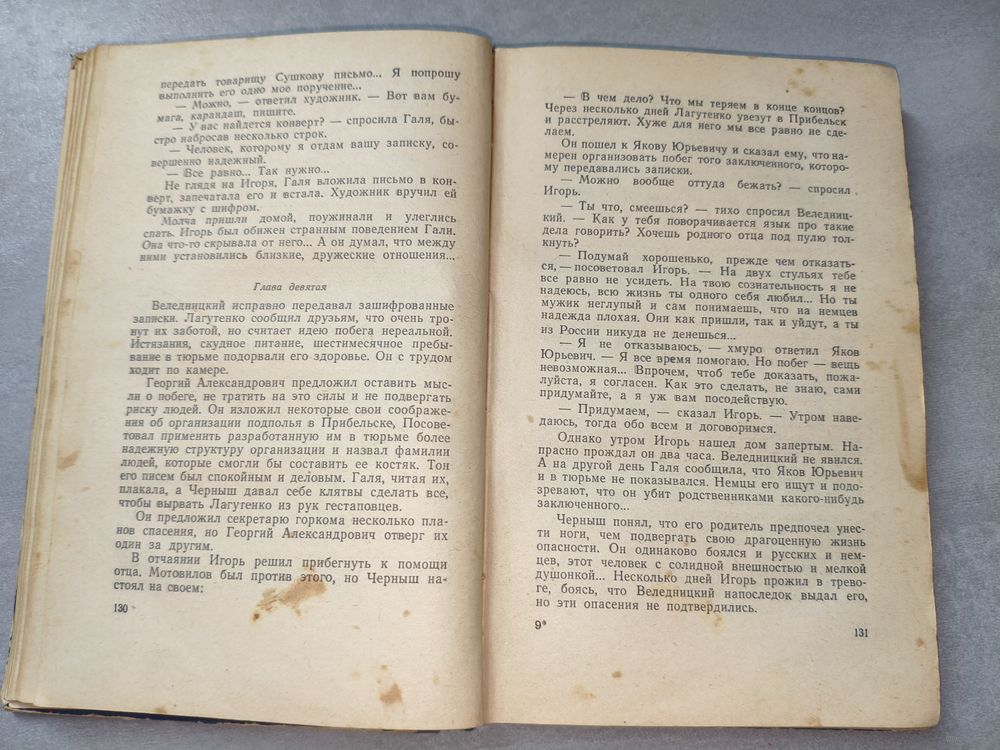 передать товарищу Сушкову письмо... Я попрошу
выполнить его одно мое поручение...
— Можно, — ответил художник. — Вот вам бу-
мага, карандаш, пишите.
— У вас найдется конверт? — спросила Галя, бы-
стро набросав несколько строк.
— Человек, которому я отдам вашу записку, со-
вершенно надежный.
— Все равно... Так нужно...
Не глядя на Игоря, Галя вложила письмо в кон-
верт, запечатала его и встала. Художник вручил ей
бумажку с шифром.
Молча пришли домой, поужинали и улеглись
спать. Игорь был обижен странным поведением Гали.
Она что-то скрывала от него... А он думал, что между
ними установились близкие, дружеские отношения...
Глава девятая
Веледницкий исправно передавал зашифрованные
записки. Лагутенко сообщил друзьям, что очень тро-
нут их заботой, но считает идею побега нереальной.
Истязания, скудное питание, шестимесячное пребы-
вание в тюрьме подорвали его здоровье. Он с трудом
ходит по камере.
Георгий Александрович предложил оставить мыс-
ли о побеге, не тратить на это силы и не подвергать
риску людей. Он изложил некоторые свои соображе-
ния об организации подполья в Прибельске, Посове-
товал применить разработанную им в тюрьме более
надежную структуру организации и назвал фамилии
людей, которые смогли бы составить ее костяк. Тон
его писем был спокойным и деловым. Галя, читая их,
плакала, а Черныш давал себе клятвы сделать все,
чтобы вырвать Лагутенко из рук гестаповцев.
Он предложил секретарю горкома несколько пла-
нов спасения, но Георгий Александрович отверг их
один за другим.
В отчаянии Игорь решил прибегнуть к помощи
отца. Мотовилов был против этого, но Черныш на-
стоял на своем:
130
— В чем дело? Что мы теряем в конце концов?
Через несколько дней Лагутенко увезут в Прибельск
и расстреляют. Хуже для него мы все равно не сде-
лаем.
Он пошел к Якову Юрьевичу и сказал ему, что на-
мерен организовать побег того заключенного, которо-
му передавались записки.
— Можно вообще оттуда бежать? — спросил
Игорь.
— Ты что, смеешься? — тихо спросил Веледниц-
кий. — Как у тебя поворачивается язык про такие
дела говорить? Хочешь родного отца под пулю тол-
кнуть?
— Подумай хорошенько, прежде чем отказать-
ся, — посоветовал Игорь. — На двух стульях тебе
все равно не усидеть. На твою сознательность я не
надеюсь, всю жизнь ты одного себя любил... Но ты
мужик неглупый и сам понимаешь, что на немцев
надежда плохая. Они как пришли, так и уйдут, а ты
из России никуда не денешься...
— Я не отказываюсь, — хмуро ответил Яков
Юрьевич. — Я все время помогаю. Но побег — вещь
невозможная... Впрочем, чтоб тебе доказать, пожа-
луйста, я согласен. Как это сделать, не знаю, сами
придумайте, а я уж вам посодействую.
— Придумаем, — сказал Игорь. — Утром наве-
даюсь, тогда обо всем и договоримся.
Однако утром Игорь нашел дом запертым. На-
прасно прождал он два часа. Веледницкий не явился.
А на другой день Галя сообщила, что Яков Юрьевич
и в тюрьме не показывался. Немцы его ищут и подо-
зревают, что он убит родственниками какого-нибудь
заключенного...
Черныш понял, что его родитель предпочел унес-
ти ноги, чем подвергать свою драгоценную жизнь
опасности. Он одинаково боялся и русских и нем-
цев, этот человек с солидной внешностью и мелкой
душонкой... Несколько дней Игорь прожил в трево-
ге, боясь, что Веледницкий напоследок выдал его,
но эти опасения не подтвердились.
9*
131